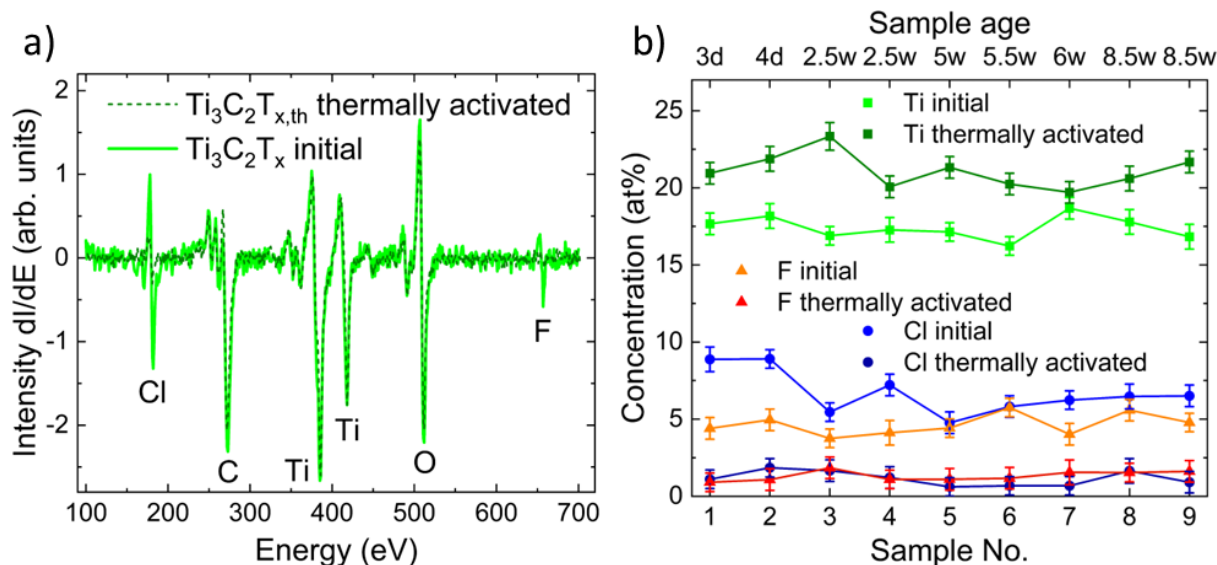 a)
Ti3C2Tx,th thermally activated
Ti3C2Tx initial
Intensity dI/dE (arb. units)
2
1
0
-1
-2
Cl
C
Ti
Ti
O
F
100 200 300 400 500 600 700
Energy (eV)
b)
Sample age
3d 4d 2.5w 2.5w 5w 5.5w 6w 8.5w 8.5w
Ti initial
Ti thermally activated
F initial
F thermally activated
Cl initial
Cl thermally activated
Concentration (at%)
25
20
15
10
5
0
1 2 3 4 5 6 7 8 9
Sample No.